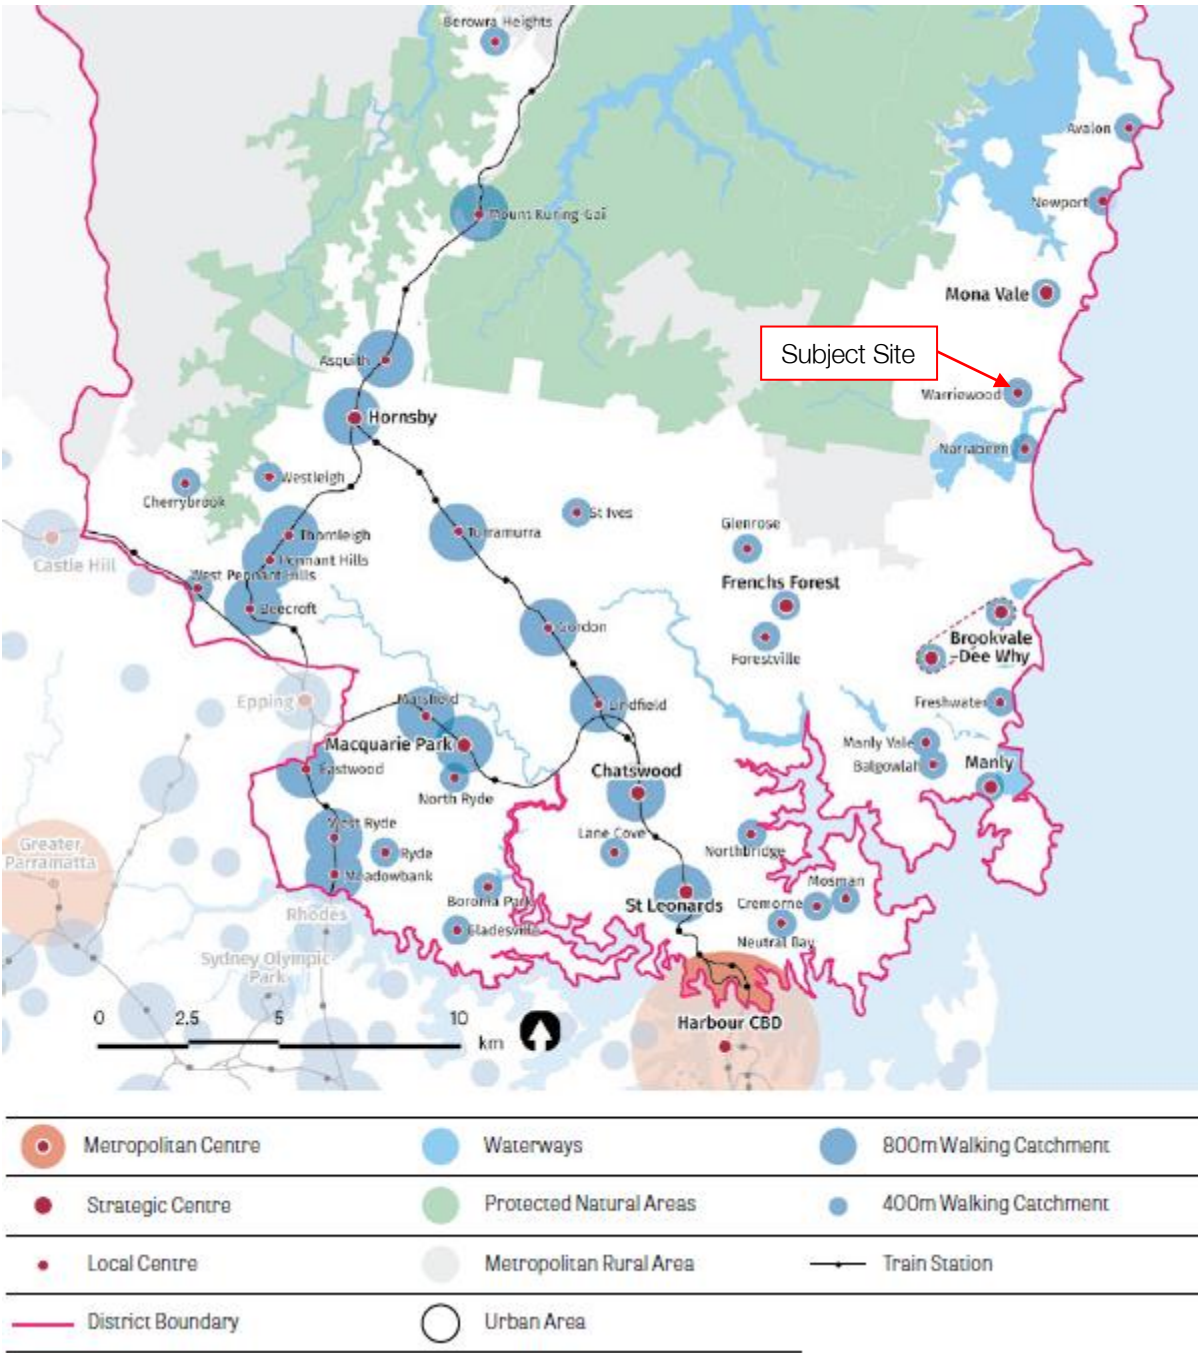 Berowra Heights
Avalon
Mount Kuring-Gai
Newport
Mona Vale
Subject Site
Asquith
Warriewood
Hornsby
Narrabeen
Westleigh
Cherrybrook
St Ives
Glenrose
Thornleigh
Turramurra
Castle Hill
Pennant Hills
West Pennant Hills
Frenchs Forest
Beecroft
Gordon
Forestville
Brookvale
-Dee Why
Epping
Marsfield
Lindfield
Freshwater
Macquarie Park
Manly Vale
Eastwood
Chatswood
Balgowlah
Manly
North Ryde
West Ryde
Lane Cove
Greater
Parramatta
Ryde
Northbridge
Meadowbank
Mosman
Boronia Park
St Leonards
Cremorne
Rhodes
Gladesville
Neutral Bay
Sydney Olympic
Park
0 2.5 5 10
km
Harbour CBD
Metropolitan Centre
Waterways
800m Walking Catchment
Strategic Centre
Protected Natural Areas
400m Walking Catchment
Local Centre
Metropolitan Rural Area
Train Station
District Boundary
Urban Area